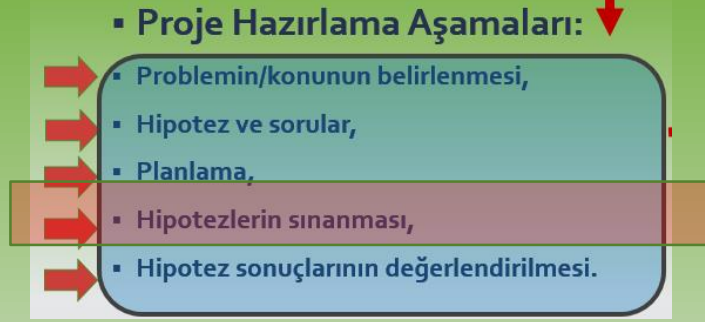 ▪ Proje Hazırlama Aşamaları:
▪ Problemin/konunun belirlenmesi,
▪ Hipotez ve sorular,
▪ Planlama,
▪ Hipotezlerin sınanması,
▪ Hipotez sonuçlarının değerlendirilmesi.